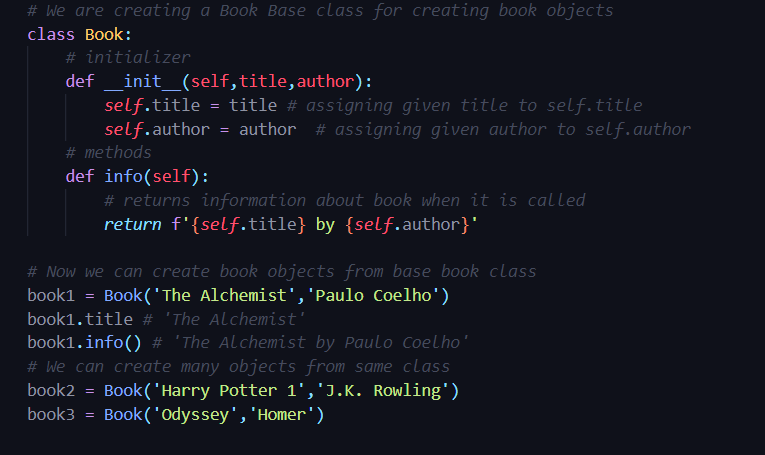 # We are creating a Book Base class for creating book objects
class Book:
    # initializer
    def __init__(self,title,author):
        self.title = title # assigning given title to self.title
        self.author = author  # assigning given author to self.author
    # methods
    def info(self):
        # returns information about book when it is called
        return f'{self.title} by {self.author}'

# Now we can create book objects from base book class
book1 = Book('The Alchemist','Paulo Coelho')
book1.title # 'The Alchemist'
book1.info() # 'The Alchemist by Paulo Coelho'
# We can create many objects from same class
book2 = Book('Harry Potter 1','J.K. Rowling')
book3 = Book('Odyssey','Homer')